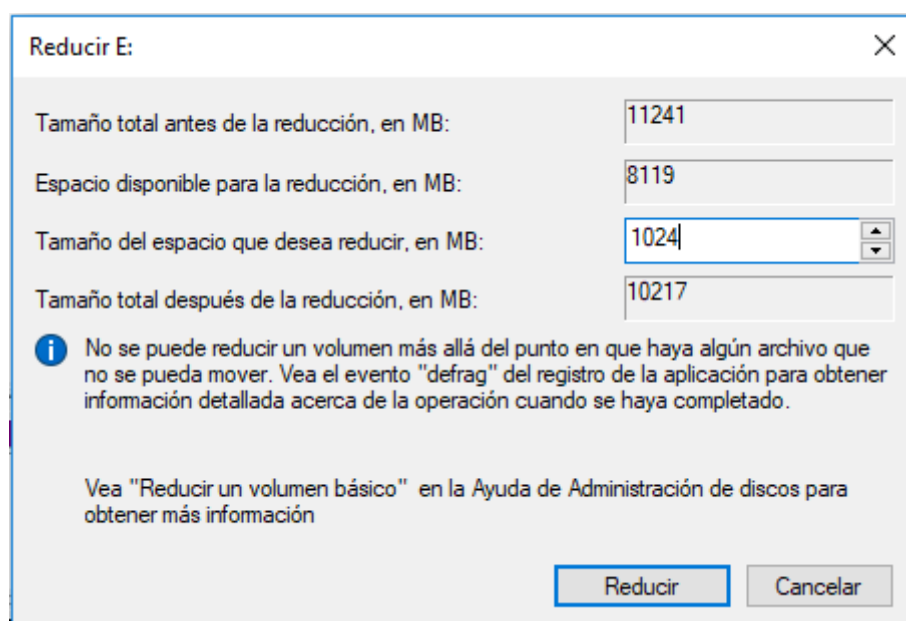 Reducir E:
Tamaño total antes de la reducción, en MB:
11241
Espacio disponible para la reducción, en MB:
8119
Tamaño del espacio que desea reducir, en MB:
1024
Tamaño total después de la reducción, en MB:
10217
No se puede reducir un volumen más allá del punto en que haya algún archivo que
no se pueda mover. Vea el evento "defrag" del registro de la aplicación para obtener
información detallada acerca de la operación cuando se haya completado.
Vea "Reducir un volumen básico" en la Ayuda de Administración de discos para
obtener más información
Reducir
Cancelar